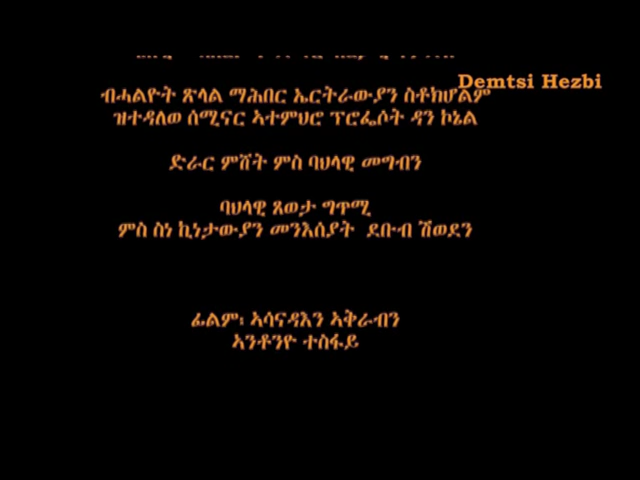 Demtsi Hezbi
ብሓልዮት ጽላል ማሕበር ኤርትራውያን ስቶክሆልም
ዝተዳለወ ሰሚናር ኣተምህሮ ፕሮፌሶት ዳን ኮኔል
ድራር ምሸት ምስ ባህላዊ መግብን
ባህላዊ ጸወታ ግጥሚ
ምስ ስነ ኪነታውያን መንእሰያት ደቡብ ሽወደን
ፊልም፡ ኣሳናዳእን ኣቅራብን
ኣንቶንዮ ተስፋይ